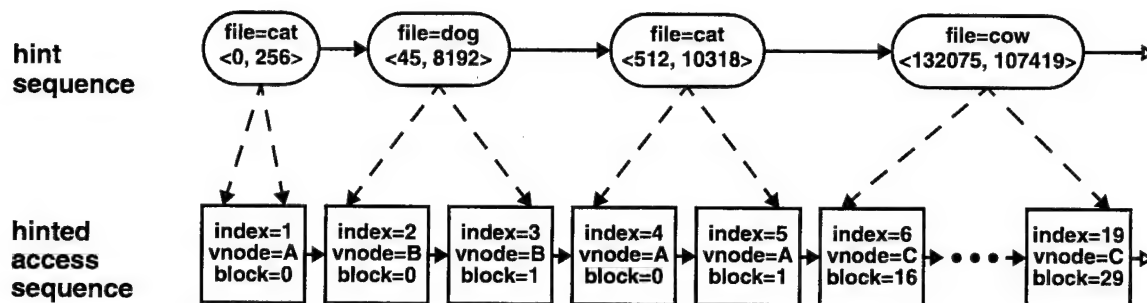 hint
sequence
file=cat
<0, 256>
file=dog
<45, 8192>
file=cat
<512, 10318>
file=cow
<132075, 107419>
hinted
access
sequence
index=1
vnode=A
block=0
index=2
vnode=B
block=0
index=3
vnode=B
block=1
index=4
vnode=A
block=0
index=5
vnode=A
block=1
index=6
vnode=C
block=16
index=19
vnode=C
block=29